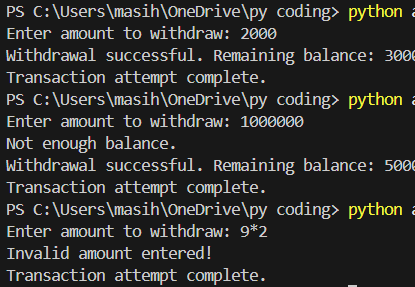 PS C:\Users\masih\OneDrive\py coding> python a
Enter amount to withdraw: 2000
Withdrawal successful. Remaining balance: 3000
Transaction attempt complete.
PS C:\Users\masih\OneDrive\py coding> python a
Enter amount to withdraw: 1000000
Not enough balance.
Withdrawal successful. Remaining balance: 5000
Transaction attempt complete.
PS C:\Users\masih\OneDrive\py coding> python a
Enter amount to withdraw: 9*2
Invalid amount entered!
Transaction attempt complete.